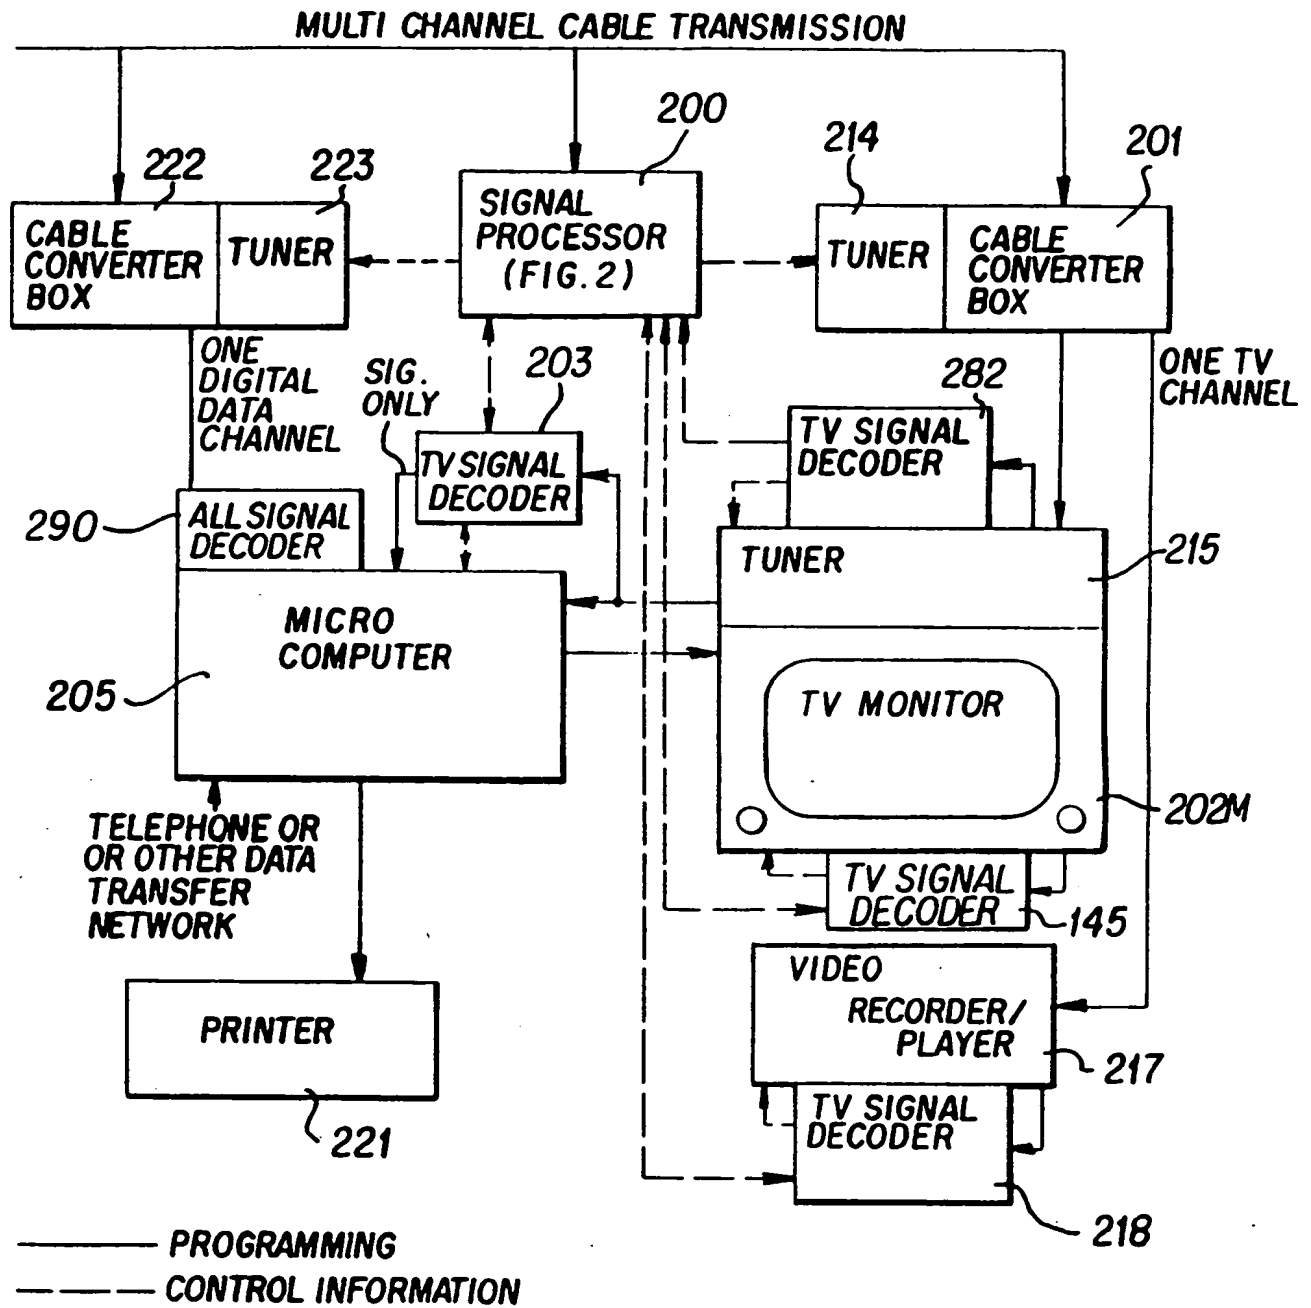 MULTI CHANNEL CABLE TRANSMISSION
200
214
201
222
223
CABLE
CONVERTER
BOX
TUNER
SIGNAL
PROCESSOR
(FIG. 2)
TUNER
CABLE
CONVERTER
BOX
ONE
DIGITAL
DATA
CHANNEL
SIG.
ONLY
203
282
ONE TV
CHANNEL
TV SIGNAL
DECODER
TV SIGNAL
DECODER
290
ALL SIGNAL
DECODER
TUNER
215
MICRO
COMPUTER
205
TV MONITOR
202M
TELEPHONE OR
OR OTHER DATA
TRANSFER
NETWORK
TV SIGNAL
DECODER
145
VIDEO
RECORDER/
PLAYER
217
PRINTER
221
TV SIGNAL
DECODER
218
PROGRAMMING
CONTROL INFORMATION